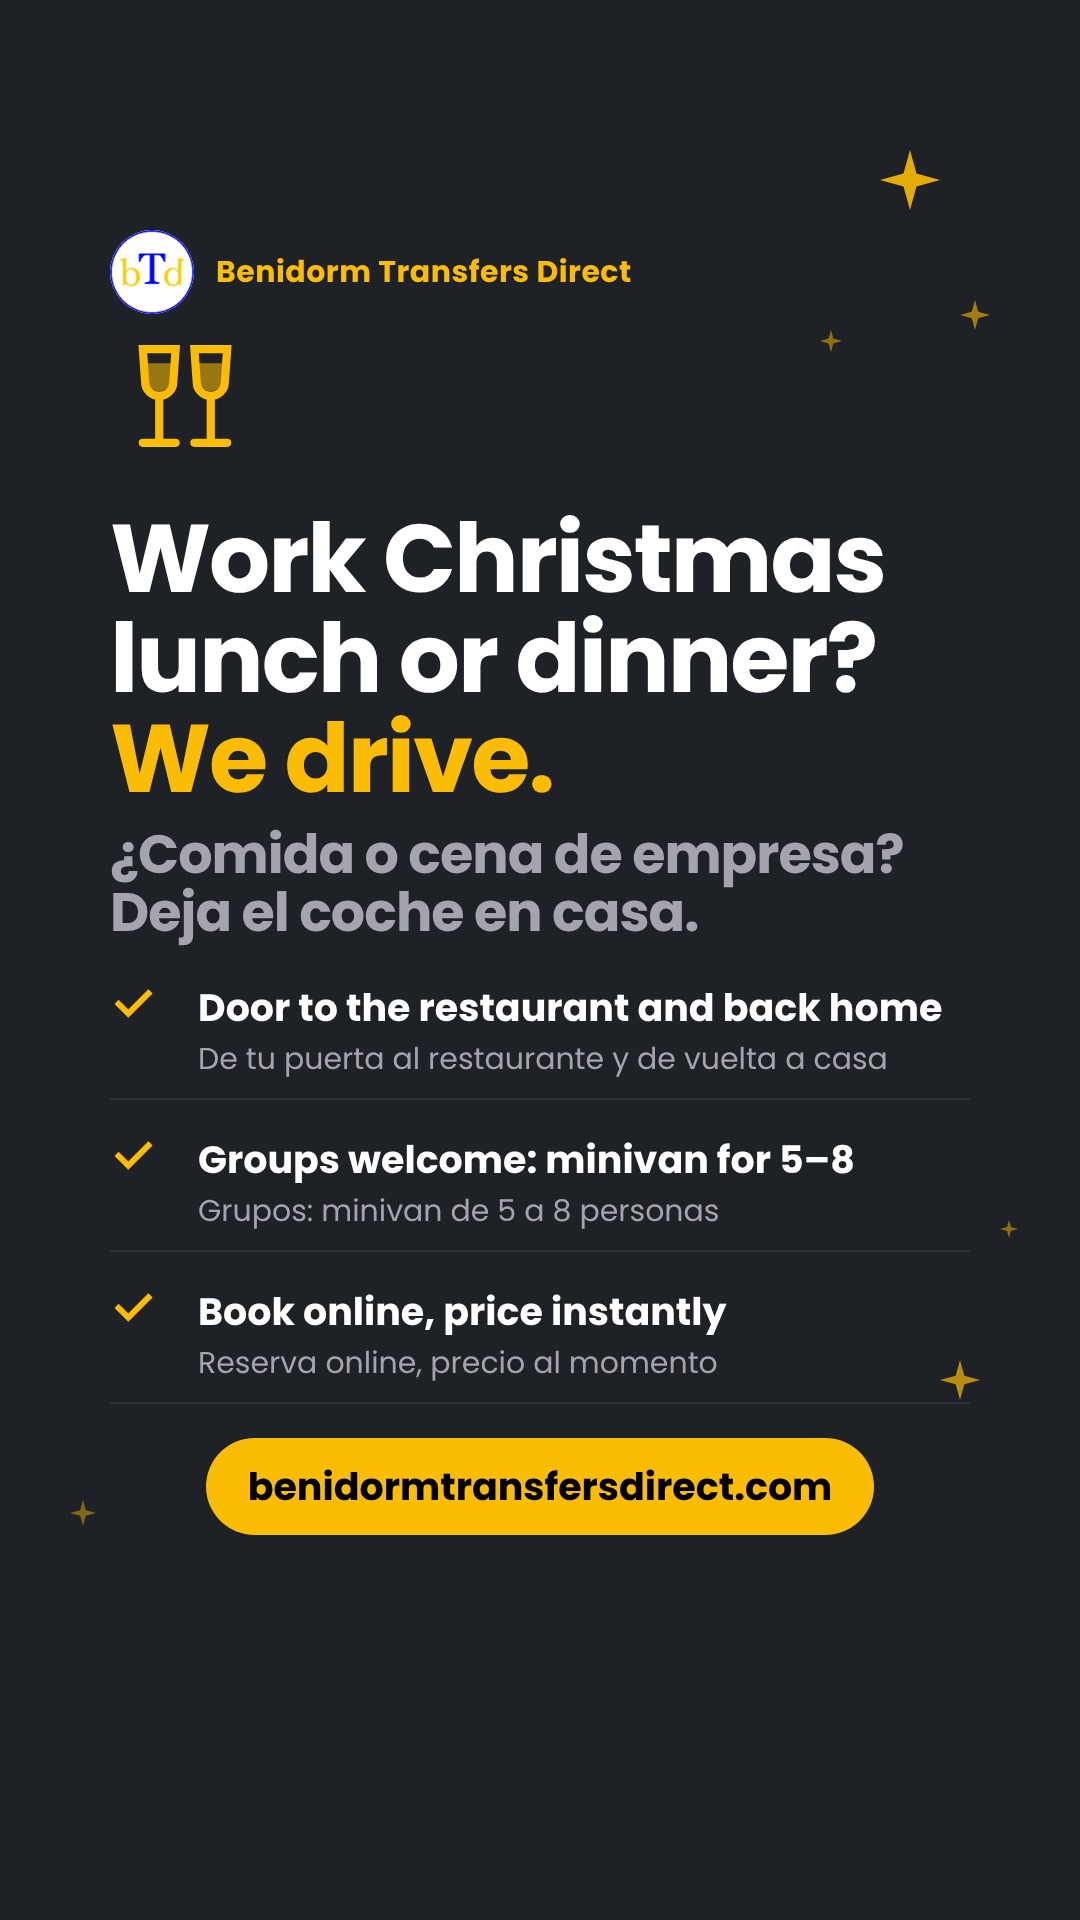 bTd
Benidorm Transfers Direct
Work Christmas
lunch or dinner?
We drive.
¿Comida o cena de empresa?
Deja el coche en casa.
Door to the restaurant and back home
De tu puerta al restaurante y de vuelta a casa
Groups welcome: minivan for 5–8
Grupos: minivan de 5 a 8 personas
Book online, price instantly
Reserva online, precio al momento
benidormtransfersdirect.com